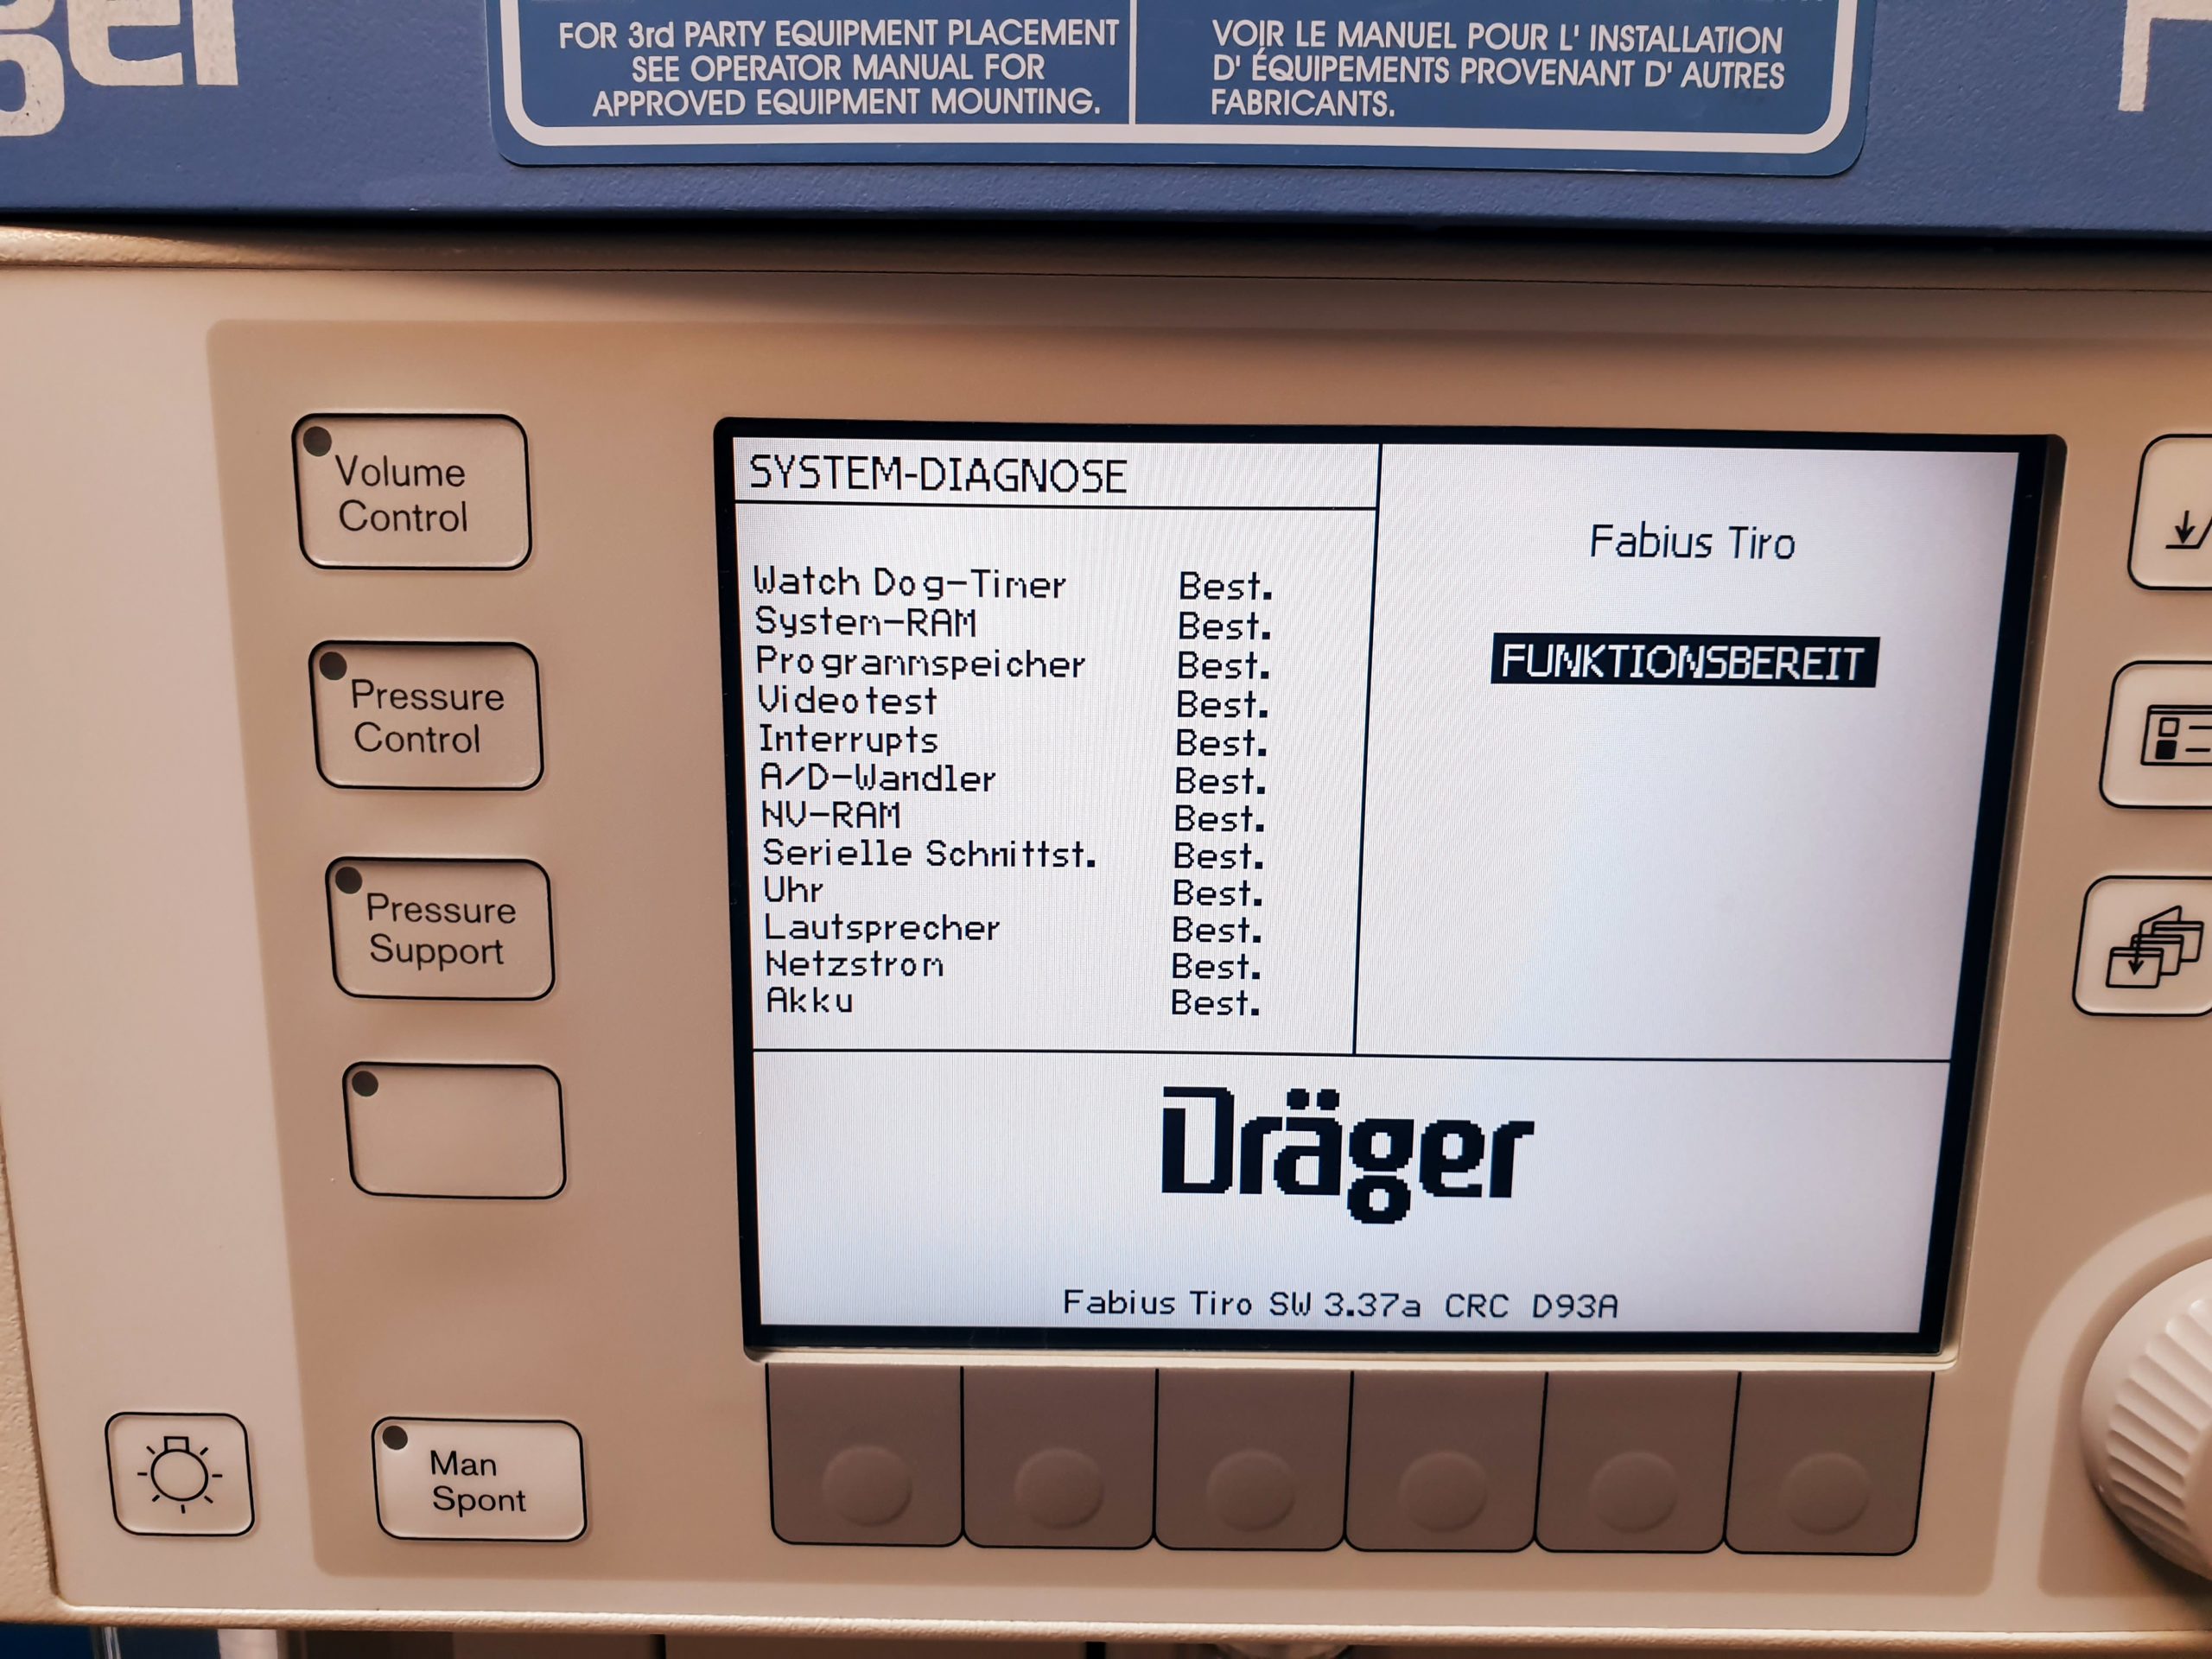 FOR 3rd PARTY EQUIPMENT PLACEMENT
SEE OPERATOR MANUAL FOR
APPROVED EQUIPMENT MOUNTING.
VOIR LE MANUEL POUR L' INSTALLATION
D' ÉQUIPEMENTS PROVENANT D' AUTRES
FABRICANTS.
Volume
Control
Pressure
Control
Pressure
Support
Man
Spont
SYSTEM-DIAGNOSE
Watch Dog-Timer Best.
System-RAM Best.
Programmspeicher Best.
Videotest Best.
Interrupts Best.
A/D-Wandler Best.
NV-RAM Best.
Serielle Schnittst. Best.
Uhr Best.
Lautsprecher Best.
Netzstrom Best.
Akku Best.
Fabius Tiro
FUNKTIONSBEREIT
Dräger
Fabius Tiro SW 3.37a CRC D93A